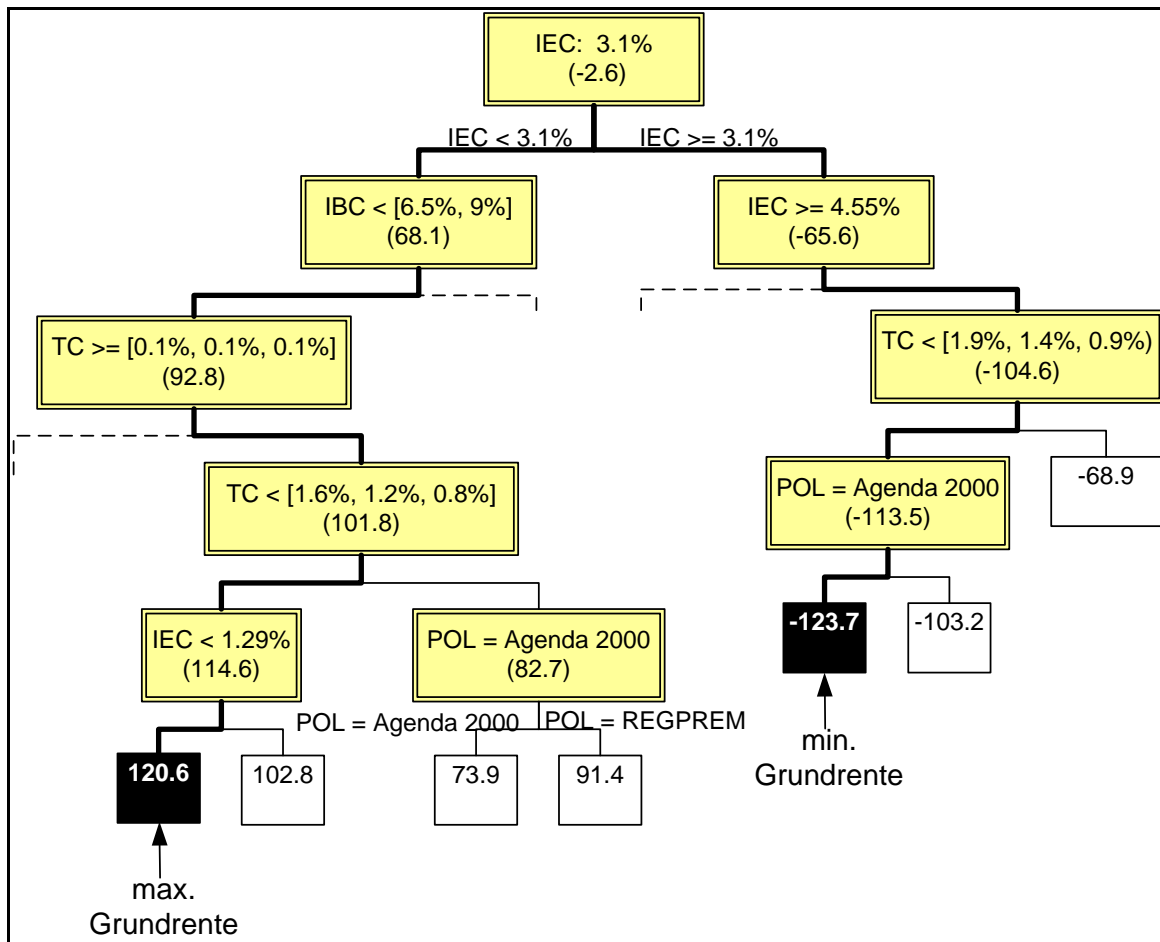 IEC: 3.1%
(-2.6)
IEC < 3.1%
IEC >= 3.1%
IBC < [6.5%, 9%]
(68.1)
IEC >= 4.55%
(-65.6)
TC >= [0.1%, 0.1%, 0.1%]
(92.8)
TC < [1.9%, 1.4%, 0.9%)
(-104.6)
TC < [1.6%, 1.2%, 0.8%]
(101.8)
POL = Agenda 2000
(-113.5)
-68.9
IEC < 1.29%
(114.6)
POL = Agenda 2000
(82.7)
-123.7
-103.2
POL = Agenda 2000
POL = REGPREM
120.6
102.8
73.9
91.4
min.
Grundrente
max.
Grundrente